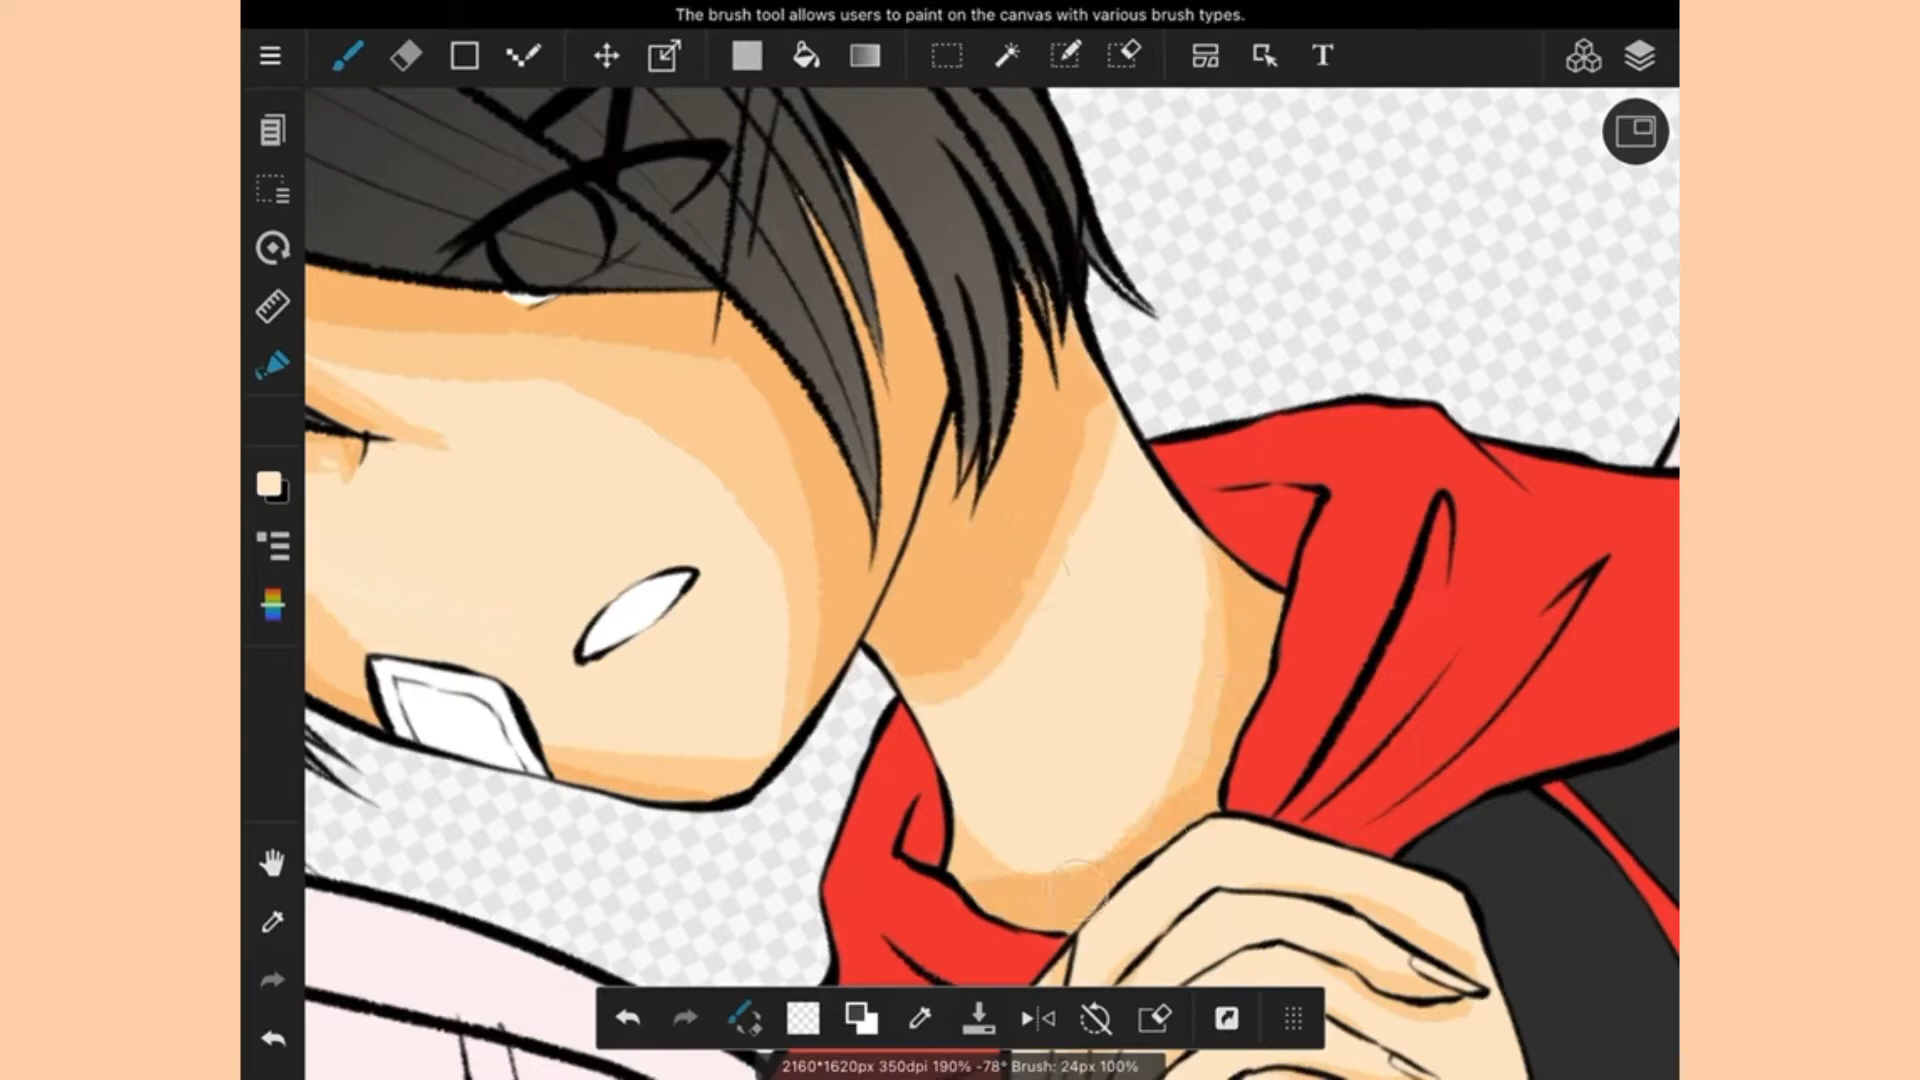 The brush tool allows users to paint on the canvas with various brush types.
T
2160*1620px 350dpi 190% -78° Brush: 24px 100%